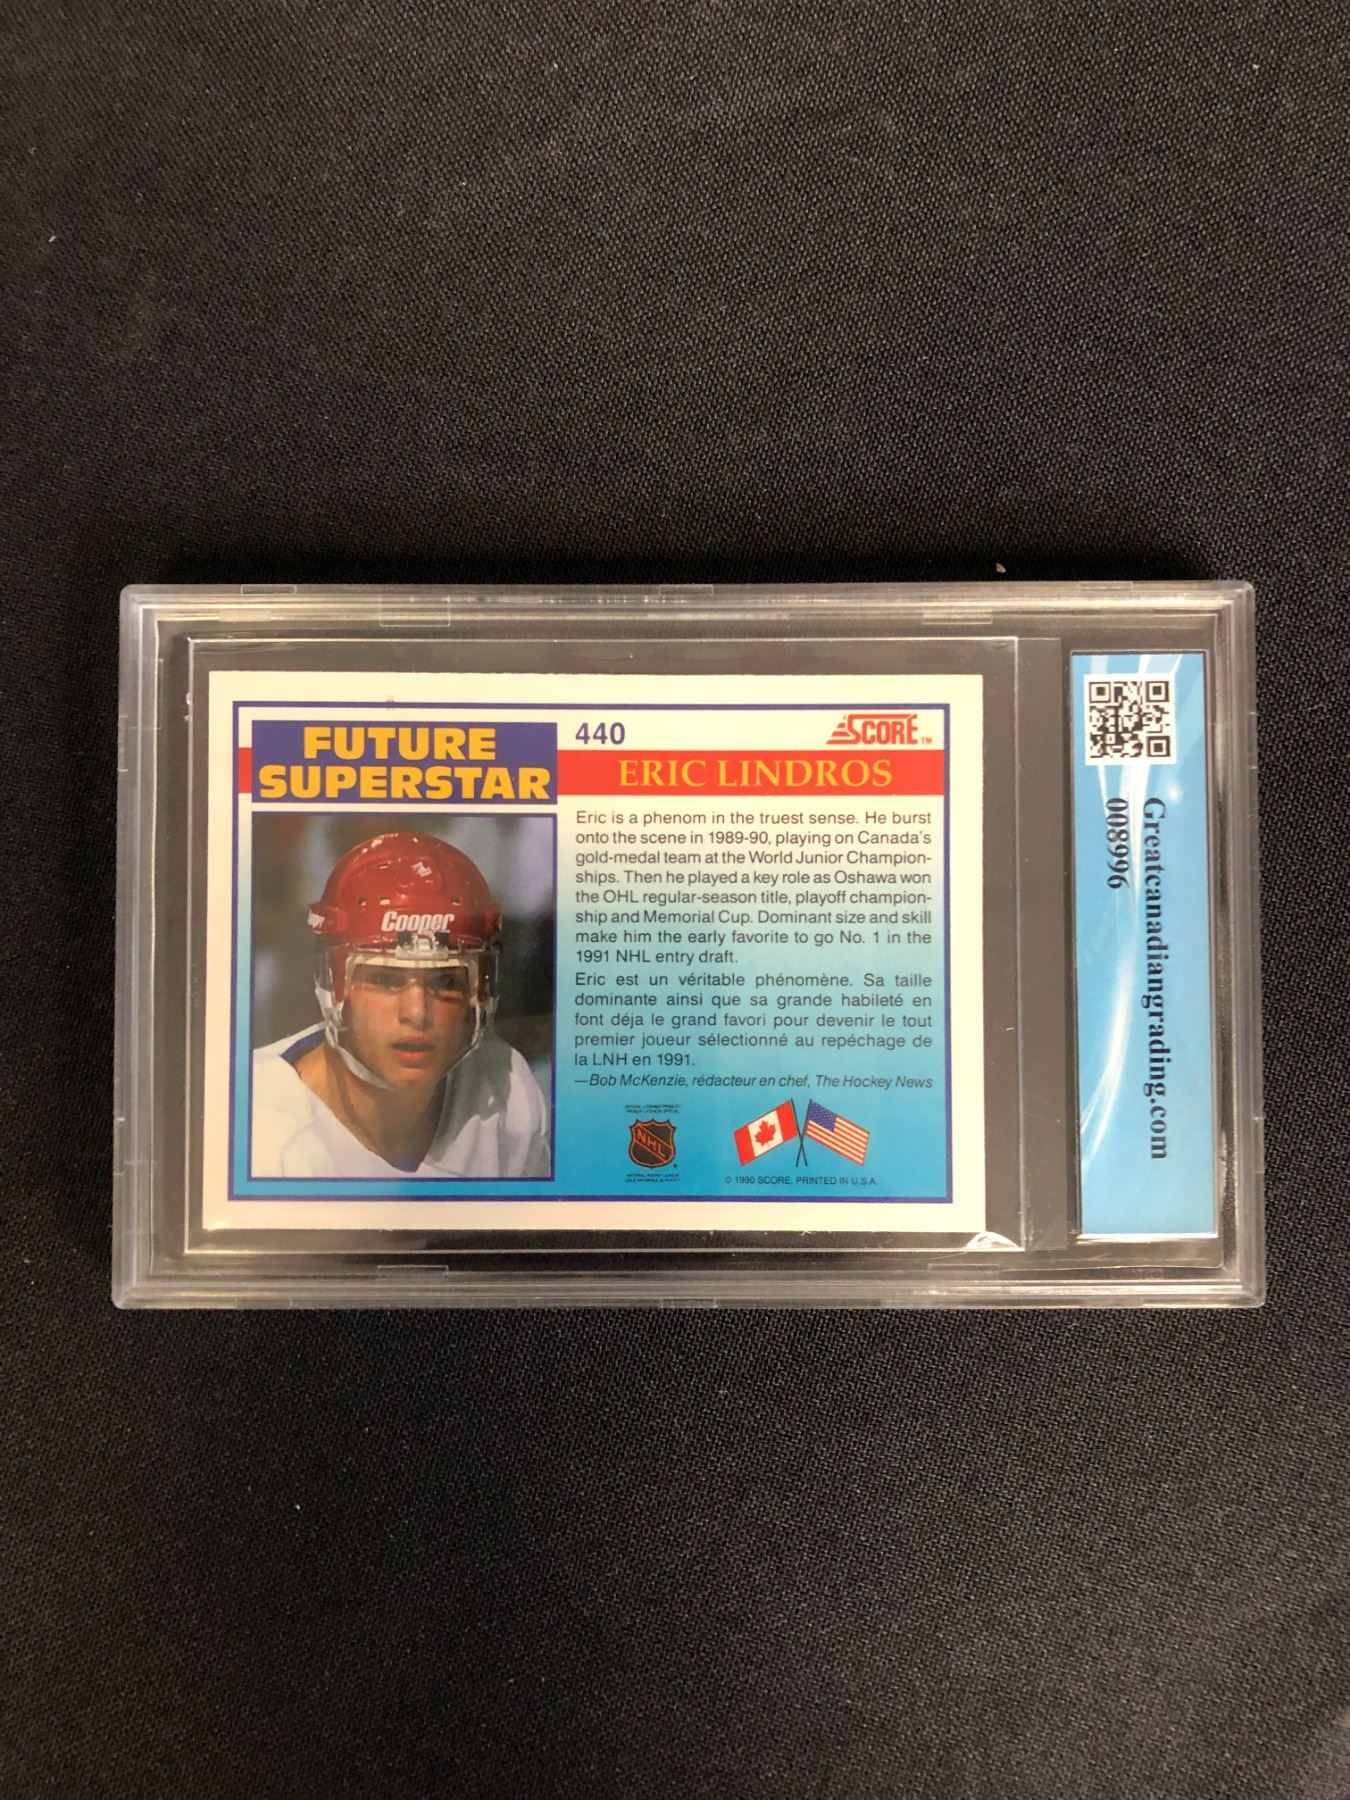 FUTURE
SUPERSTAR
440
SCORE™
ERIC LINDROS
Eric is a phenom in the truest sense. He burst
onto the scene in 1989-90, playing on Canada's
gold-medal team at the World Junior Champion-
ships. Then he played a key role as Oshawa won
the OHL regular-season title, playoff champion-
ship and Memorial Cup. Dominant size and skill
make him the early favorite to go No. 1 in the
1991 NHL entry draft.
Eric est un véritable phénomène. Sa taille
dominante ainsi que sa grande habileté en
font déja le grand favori pour devenir le tout
premier joueur sélectionné au repéchage de
la LNH en 1991.
—Bob McKenzie, rédacteur en chef, The Hockey News
Cooper
NHL
© 1990 SCORE, PRINTED IN U.S.A.
Greatcanadiangrading.com
008996